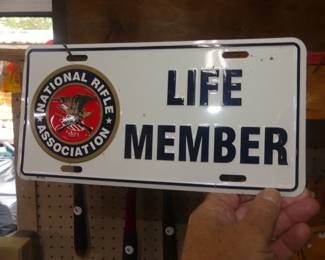 NATIONAL RIFLE
ASSOCIATION
LIFE
MEMBER